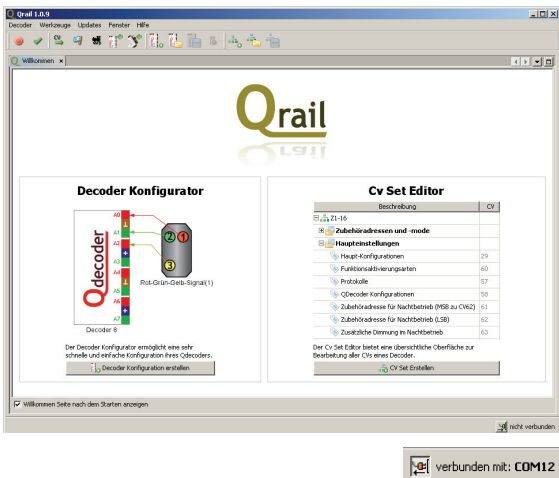 Qrail 1.0.9
Decoder Werkzeuge Updates Fenster Hilfe
CV
Willkommen
Qrail
Decoder Konfigurator
Cv Set Editor
Qdecoder
A0
A1
A2
A3
A4
A5
A6
A7
2 1
3
Rot-Grün-Gelb-Signal(1)
Decoder 8
Beschreibung CV
Z1-16
Zubehöradressen und -mode
Haupteinstellungen
Haupt-Konfigurationen 29
Funktionsaktivierungsarten 60
Protokolle 57
QDecoder Konfigurationen 58
Zubehöradresse für Nachtbetrieb (MSB zu CV62) 61
Zubehöradresse für Nachtbetrieb (LSB) 62
Zusätzliche Dimmung im Nachtbetrieb 63
Der Decoder Konfigurator ermöglicht eine sehr
schnelle und einfache Konfiguration ihres Qdecoders.
Decoder Konfiguration erstellen
Der Cv Set Editor bietet eine übersichtliche Oberfläche zur
Bearbeitung aller CVs eines Decoder.
CV Set Erstellen
Willkommen Seite nach dem Starten anzeigen
nicht verbunden
verbunden mit: COM12